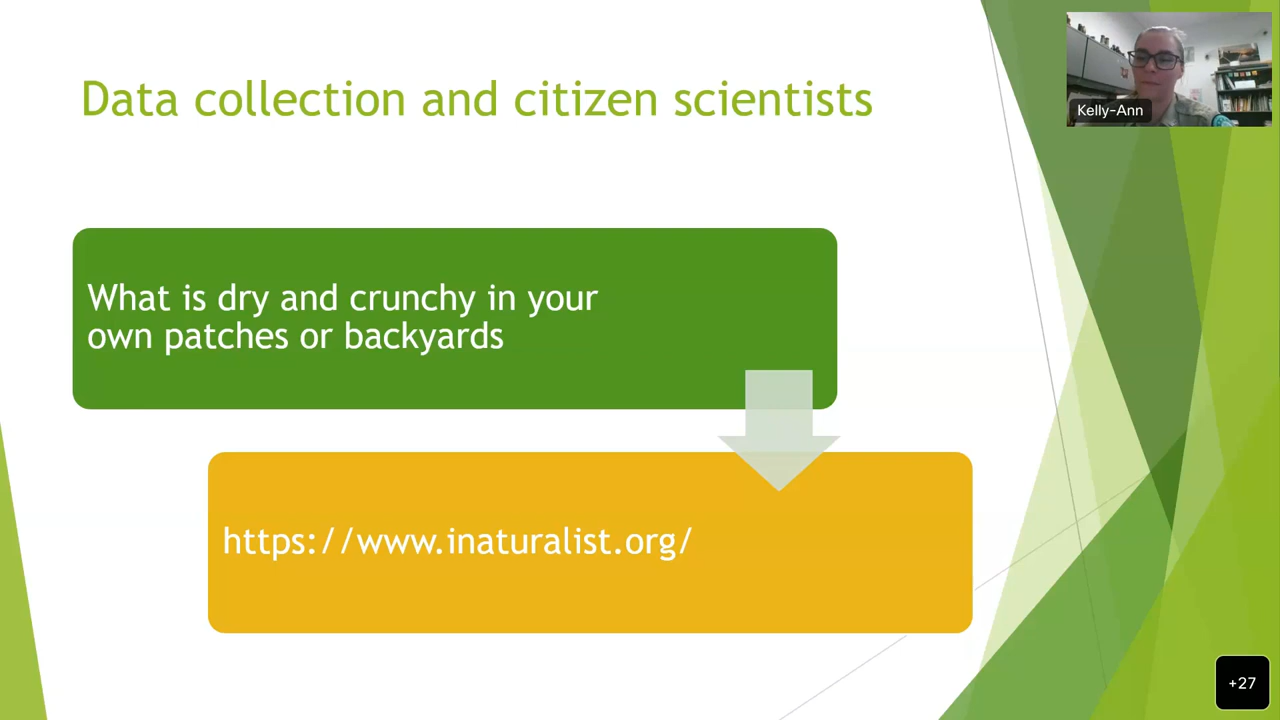 Data collection and citizen scientists
Kelly-Ann
What is dry and crunchy in your
own patches or backyards
https://www.inaturalist.org/
+27